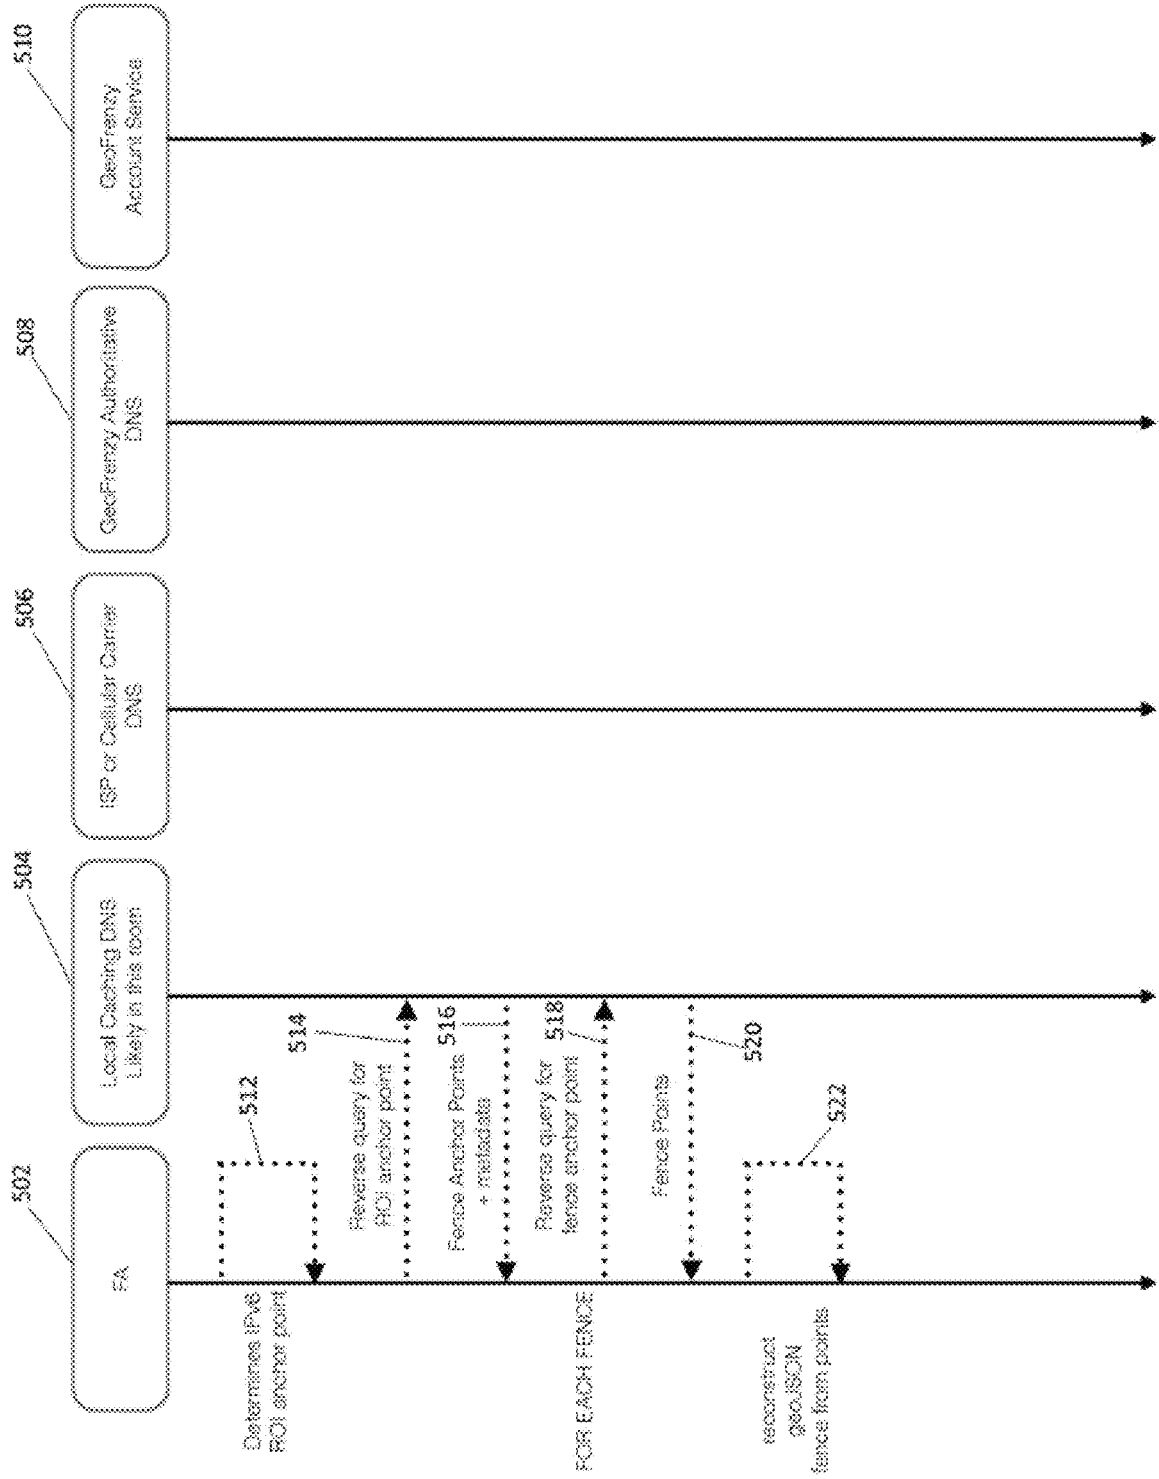 502
FA
504
Local Caching DNS
Likely in this room
506
ISP or Cellular Carrier
DNS
508
GeoFrenzy Authoritative
DNS
510
GeoFrenzy
Account Service
Determines IPv6
ROI anchor point
512
Reverse query for
ROI anchor point
514
Fence Anchor Points
+ metadata
516
FOR EACH FENCE
Reverse query for
fence anchor point
518
Fence Points
520
reconstruct
geoJSON
fence from points
522